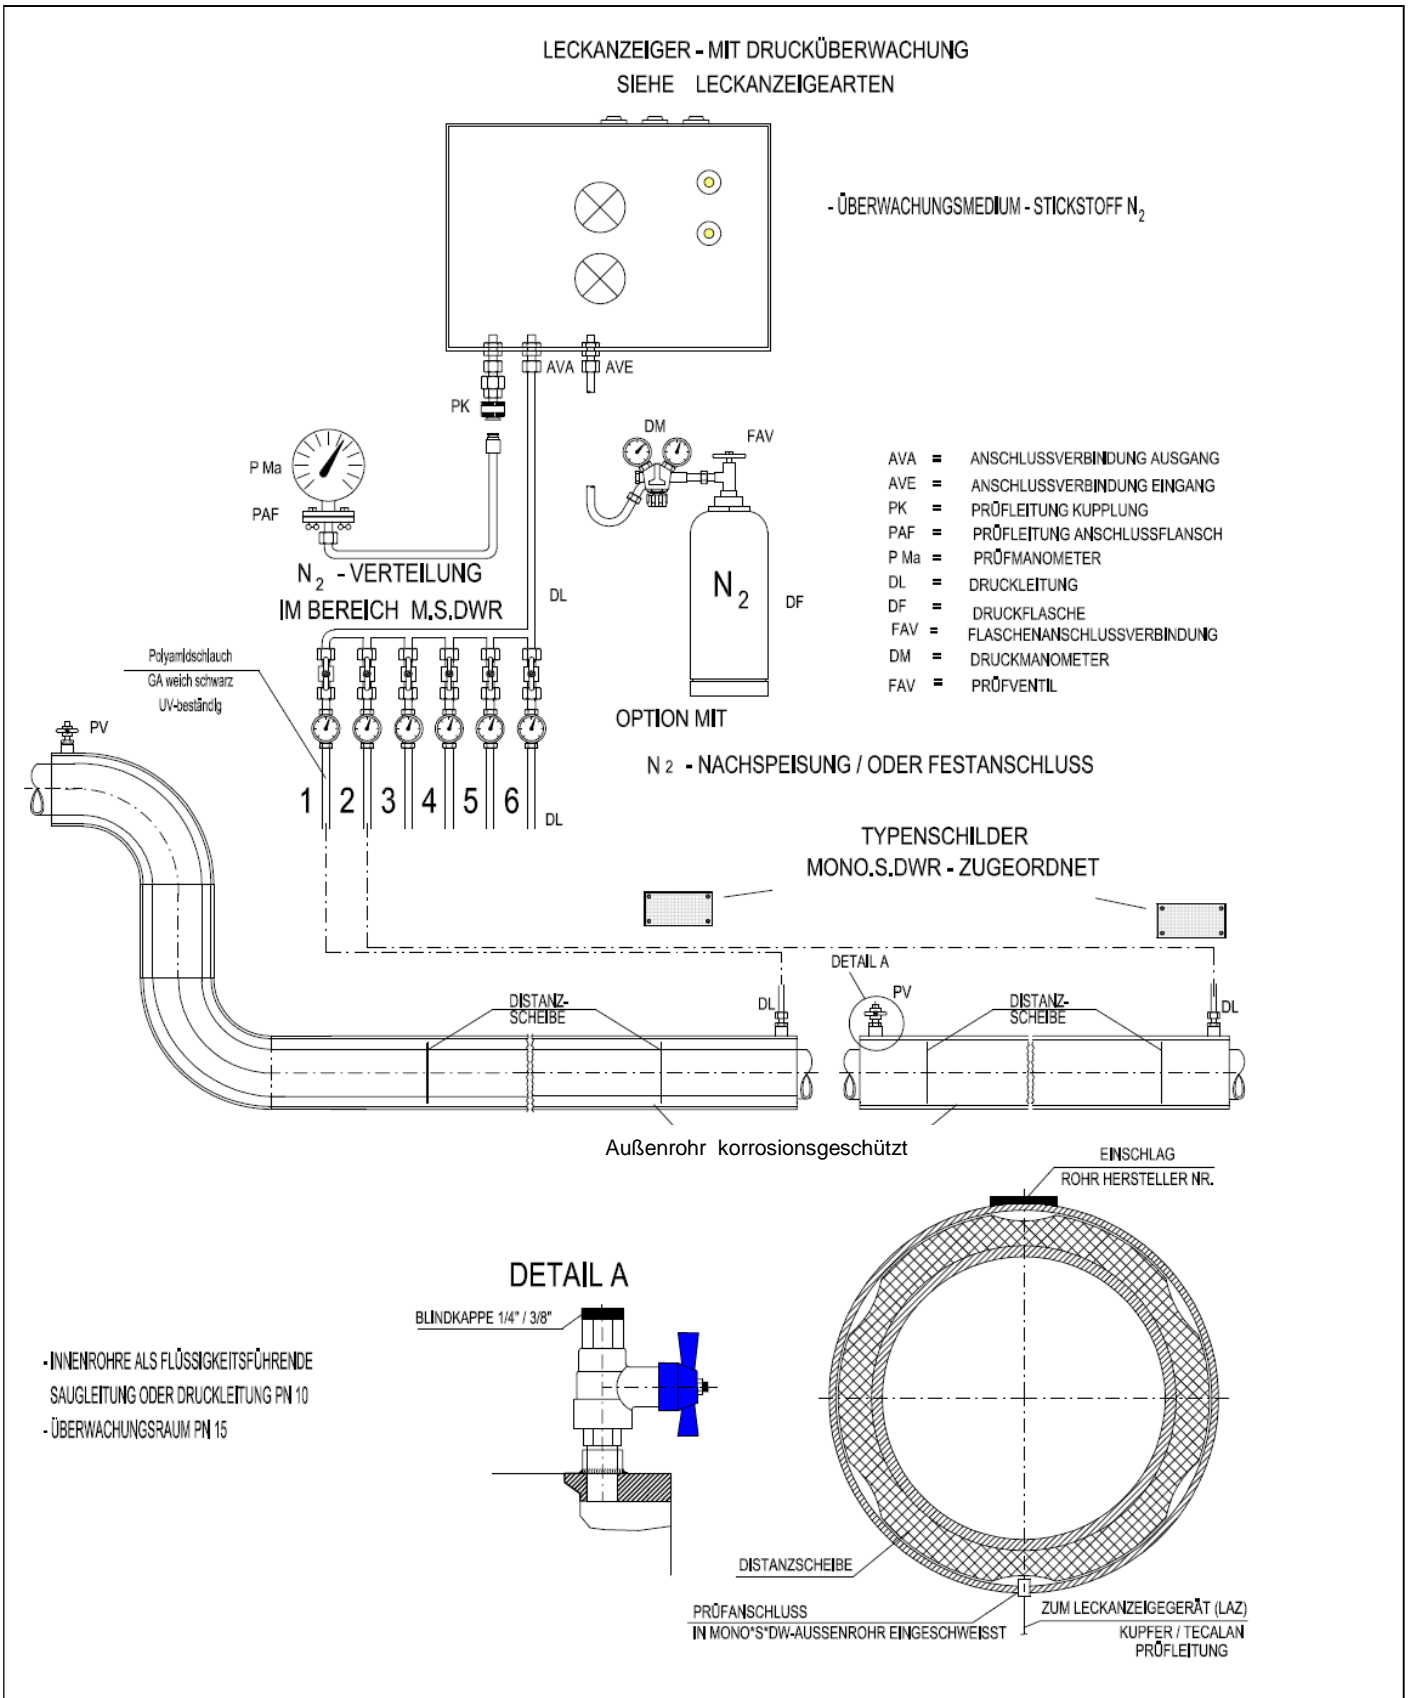 LECKANZEIGER - MIT DRUCKÜBERWACHUNG
SIEHE LECKANZEIGEARTEN
- ÜBERWACHUNGSMEDIUM - STICKSTOFF N2
AVA
AVE
PK
P Ma
PAF
DM
FAV
N2 - VERTEILUNG
IM BEREICH M.S.DWR
DL
N2
DF
AVA = ANSCHLUSSVERBINDUNG AUSGANG
AVE = ANSCHLUSSVERBINDUNG EINGANG
PK = PRÜFLEITUNG KUPPLUNG
PAF = PRÜFLEITUNG ANSCHLUSSFLANSCH
P Ma = PRÜFMANOMETER
DL = DRUCKLEITUNG
DF = DRUCKFLASCHE
FAV = FLASCHENANSCHLUSSVERBINDUNG
DM = DRUCKMANOMETER
FAV = PRÜFVENTIL
Polyamidschlauch
GA weich schwarz
UV-beständig
PV
OPTION MIT
N2 - NACHSPEISUNG / ODER FESTANSCHLUSS
1 2 3 4 5 6
DL
TYPENSCHILDER
MONO.S.DWR - ZUGEORDNET
DETAIL A
PV
DISTANZ-
SCHEIBE
DL
DISTANZ-
SCHEIBE
DL
Außenrohr korrosionsgeschützt
EINSCHLAG
ROHR HERSTELLER NR.
DETAIL A
BLINDKAPPE 1/4" / 3/8"
- INNENROHRE ALS FLÜSSIGKEITSFÜHRENDE
SAUGLEITUNG ODER DRUCKLEITUNG PN 10
- ÜBERWACHUNGSRAUM PN 15
DISTANZSCHEIBE
PRÜFANSCHLUSS
IN MONO*S*DW-AUSSENROHR EINGESCHWEISST
ZUM LECKANZEIGEGERÄT (LAZ)
KUPFER / TECALAN
PRÜFLEITUNG